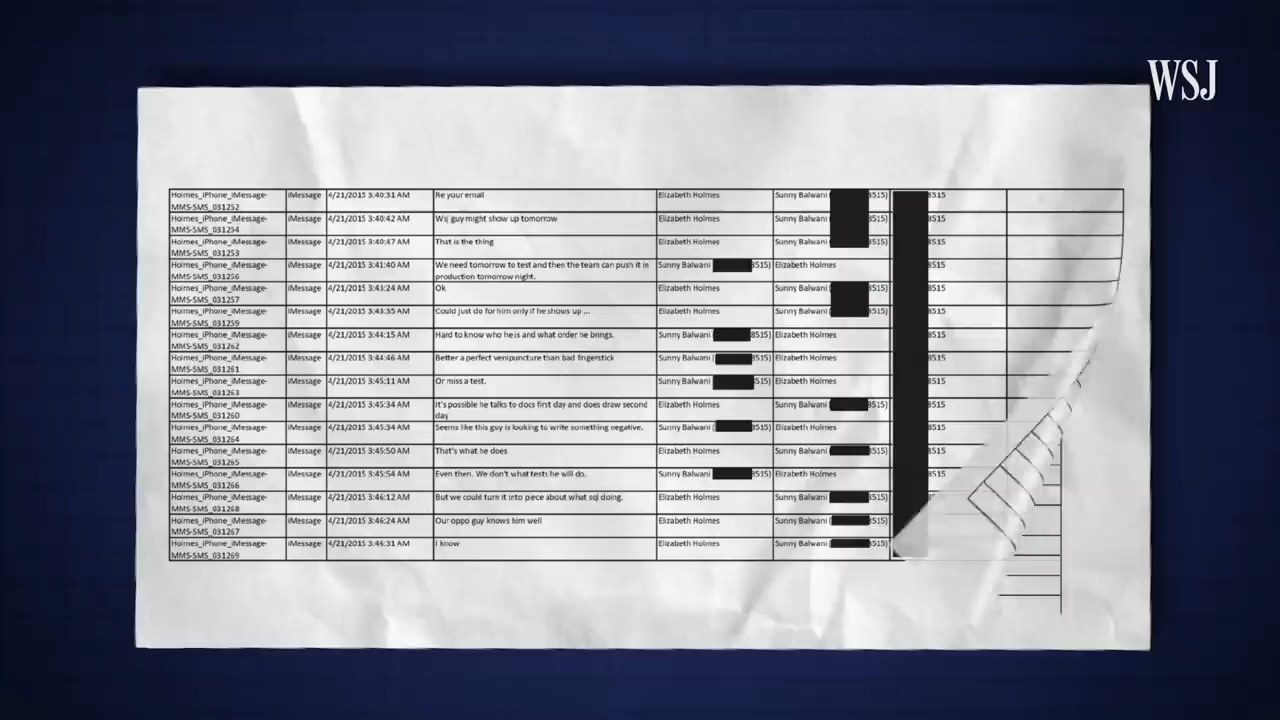 WSJ
Holmes_iPhone_iMessage- iMessage 4/21/2015 3:40:31 AM Re your email Elizabeth Holmes Sunny Balwani 8515) 8515
MMS-SMS_031252
Holmes_iPhone_iMessage- iMessage 4/21/2015 3:40:42 AM Wsj guy might show up tomorrow Elizabeth Holmes Sunny Balwani 8515) 8515
MMS-SMS_031254
Holmes_iPhone_iMessage- iMessage 4/21/2015 3:40:47 AM That is the thing Elizabeth Holmes Sunny Balwani 8515) 8515
MMS-SMS_031253
Holmes_iPhone_iMessage- iMessage 4/21/2015 3:41:40 AM We need tomorrow to test and then the team can push it in Sunny Balwani 8515) Elizabeth Holmes 8515
MMS-SMS_031256 production tomorrow night.
Holmes_iPhone_iMessage- iMessage 4/21/2015 3:43:24 AM Ok Elizabeth Holmes Sunny Balwani 8515) 8515
MMS-SMS_031257
Holmes_iPhone_iMessage- iMessage 4/21/2015 3:43:35 AM Could just do for him only if he shows up ... Elizabeth Holmes Sunny Balwani 8515) 8515
MMS-SMS_031259
Holmes_iPhone_iMessage- iMessage 4/21/2015 3:44:15 AM Hard to know who he is and what order he brings. Sunny Balwani 8515) Elizabeth Holmes 8515
MMS-SMS_031262
Holmes_iPhone_iMessage- iMessage 4/21/2015 3:44:46 AM Better a perfect venipuncture than bad fingerstick Sunny Balwani ( 8515) Elizabeth Holmes 8515
MMS-SMS_031261
Holmes_iPhone_iMessage- iMessage 4/21/2015 3:45:11 AM Or miss a test. Sunny Balwani 8515) Elizabeth Holmes 8515
MMS-SMS_031263
Holmes_iPhone_iMessage- iMessage 4/21/2015 3:45:34 AM It's possible he talks to docs first day and does draw second Elizabeth Holmes Sunny Balwani 8515) 8515
MMS-SMS_031260 day
Holmes_iPhone_iMessage- iMessage 4/21/2015 3:45:34 AM Seems like this guy is looking to write something negative. Sunny Balwani ( 8515) Elizabeth Holmes 8515
MMS-SMS_031264
Holmes_iPhone_iMessage- iMessage 4/21/2015 3:45:50 AM That's what he does Elizabeth Holmes Sunny Balwani 8515) 8515
MMS-SMS_031265
Holmes_iPhone_iMessage- iMessage 4/21/2015 3:45:54 AM Even then. We don't what tests he will do. Sunny Balwani 8515) Elizabeth Holmes 8515
MMS-SMS_031266
Holmes_iPhone_iMessage- iMessage 4/21/2015 3:46:12 AM But we could turn it into piece about what sql doing. Elizabeth Holmes Sunny Balwani 8515)
MMS-SMS_031268
Holmes_iPhone_iMessage- iMessage 4/21/2015 3:46:24 AM Our oppo guy knows him well Elizabeth Holmes Sunny Balwani 8515)
MMS-SMS_031267
Holmes_iPhone_iMessage- iMessage 4/21/2015 3:46:31 AM I know Elizabeth Holmes Sunny Balwani 8515)
MMS-SMS_031269